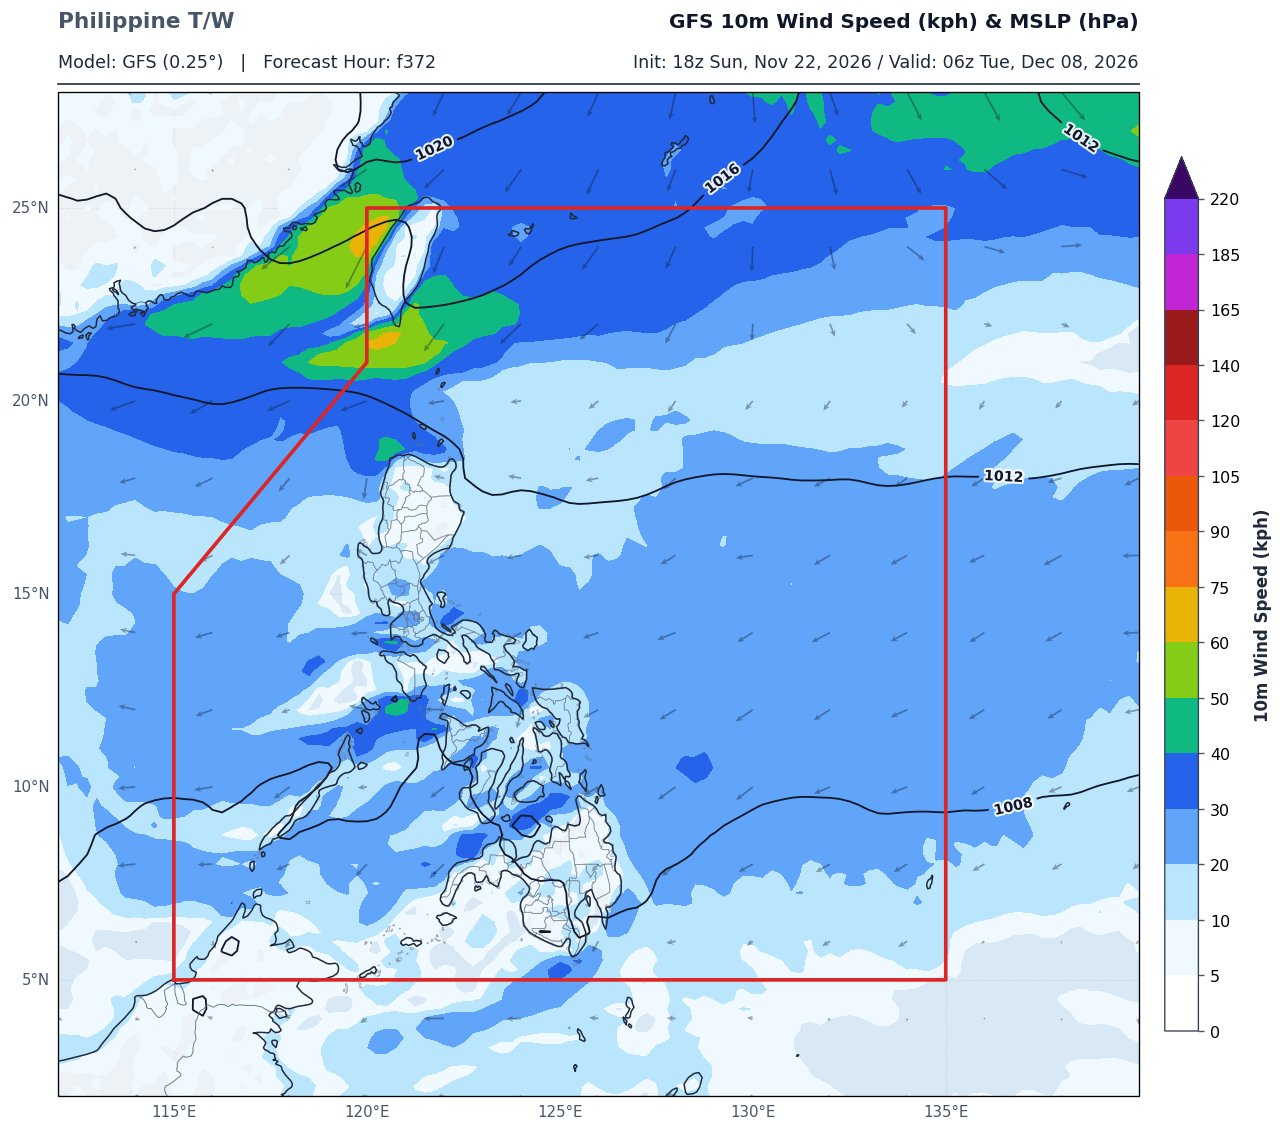 Philippine T/W
GFS 10m Wind Speed (kph) & MSLP (hPa)
Model: GFS (0.25°)   |   Forecast Hour: f372
Init: 18z Sun, Nov 22, 2026 / Valid: 06z Tue, Dec 08, 2026
1020
1012
1016
1012
1008
25°N
20°N
15°N
10°N
5°N
115°E
120°E
125°E
130°E
135°E
220
185
165
140
120
105
90
75
60
50
40
30
20
10
5
0
10m Wind Speed (kph)